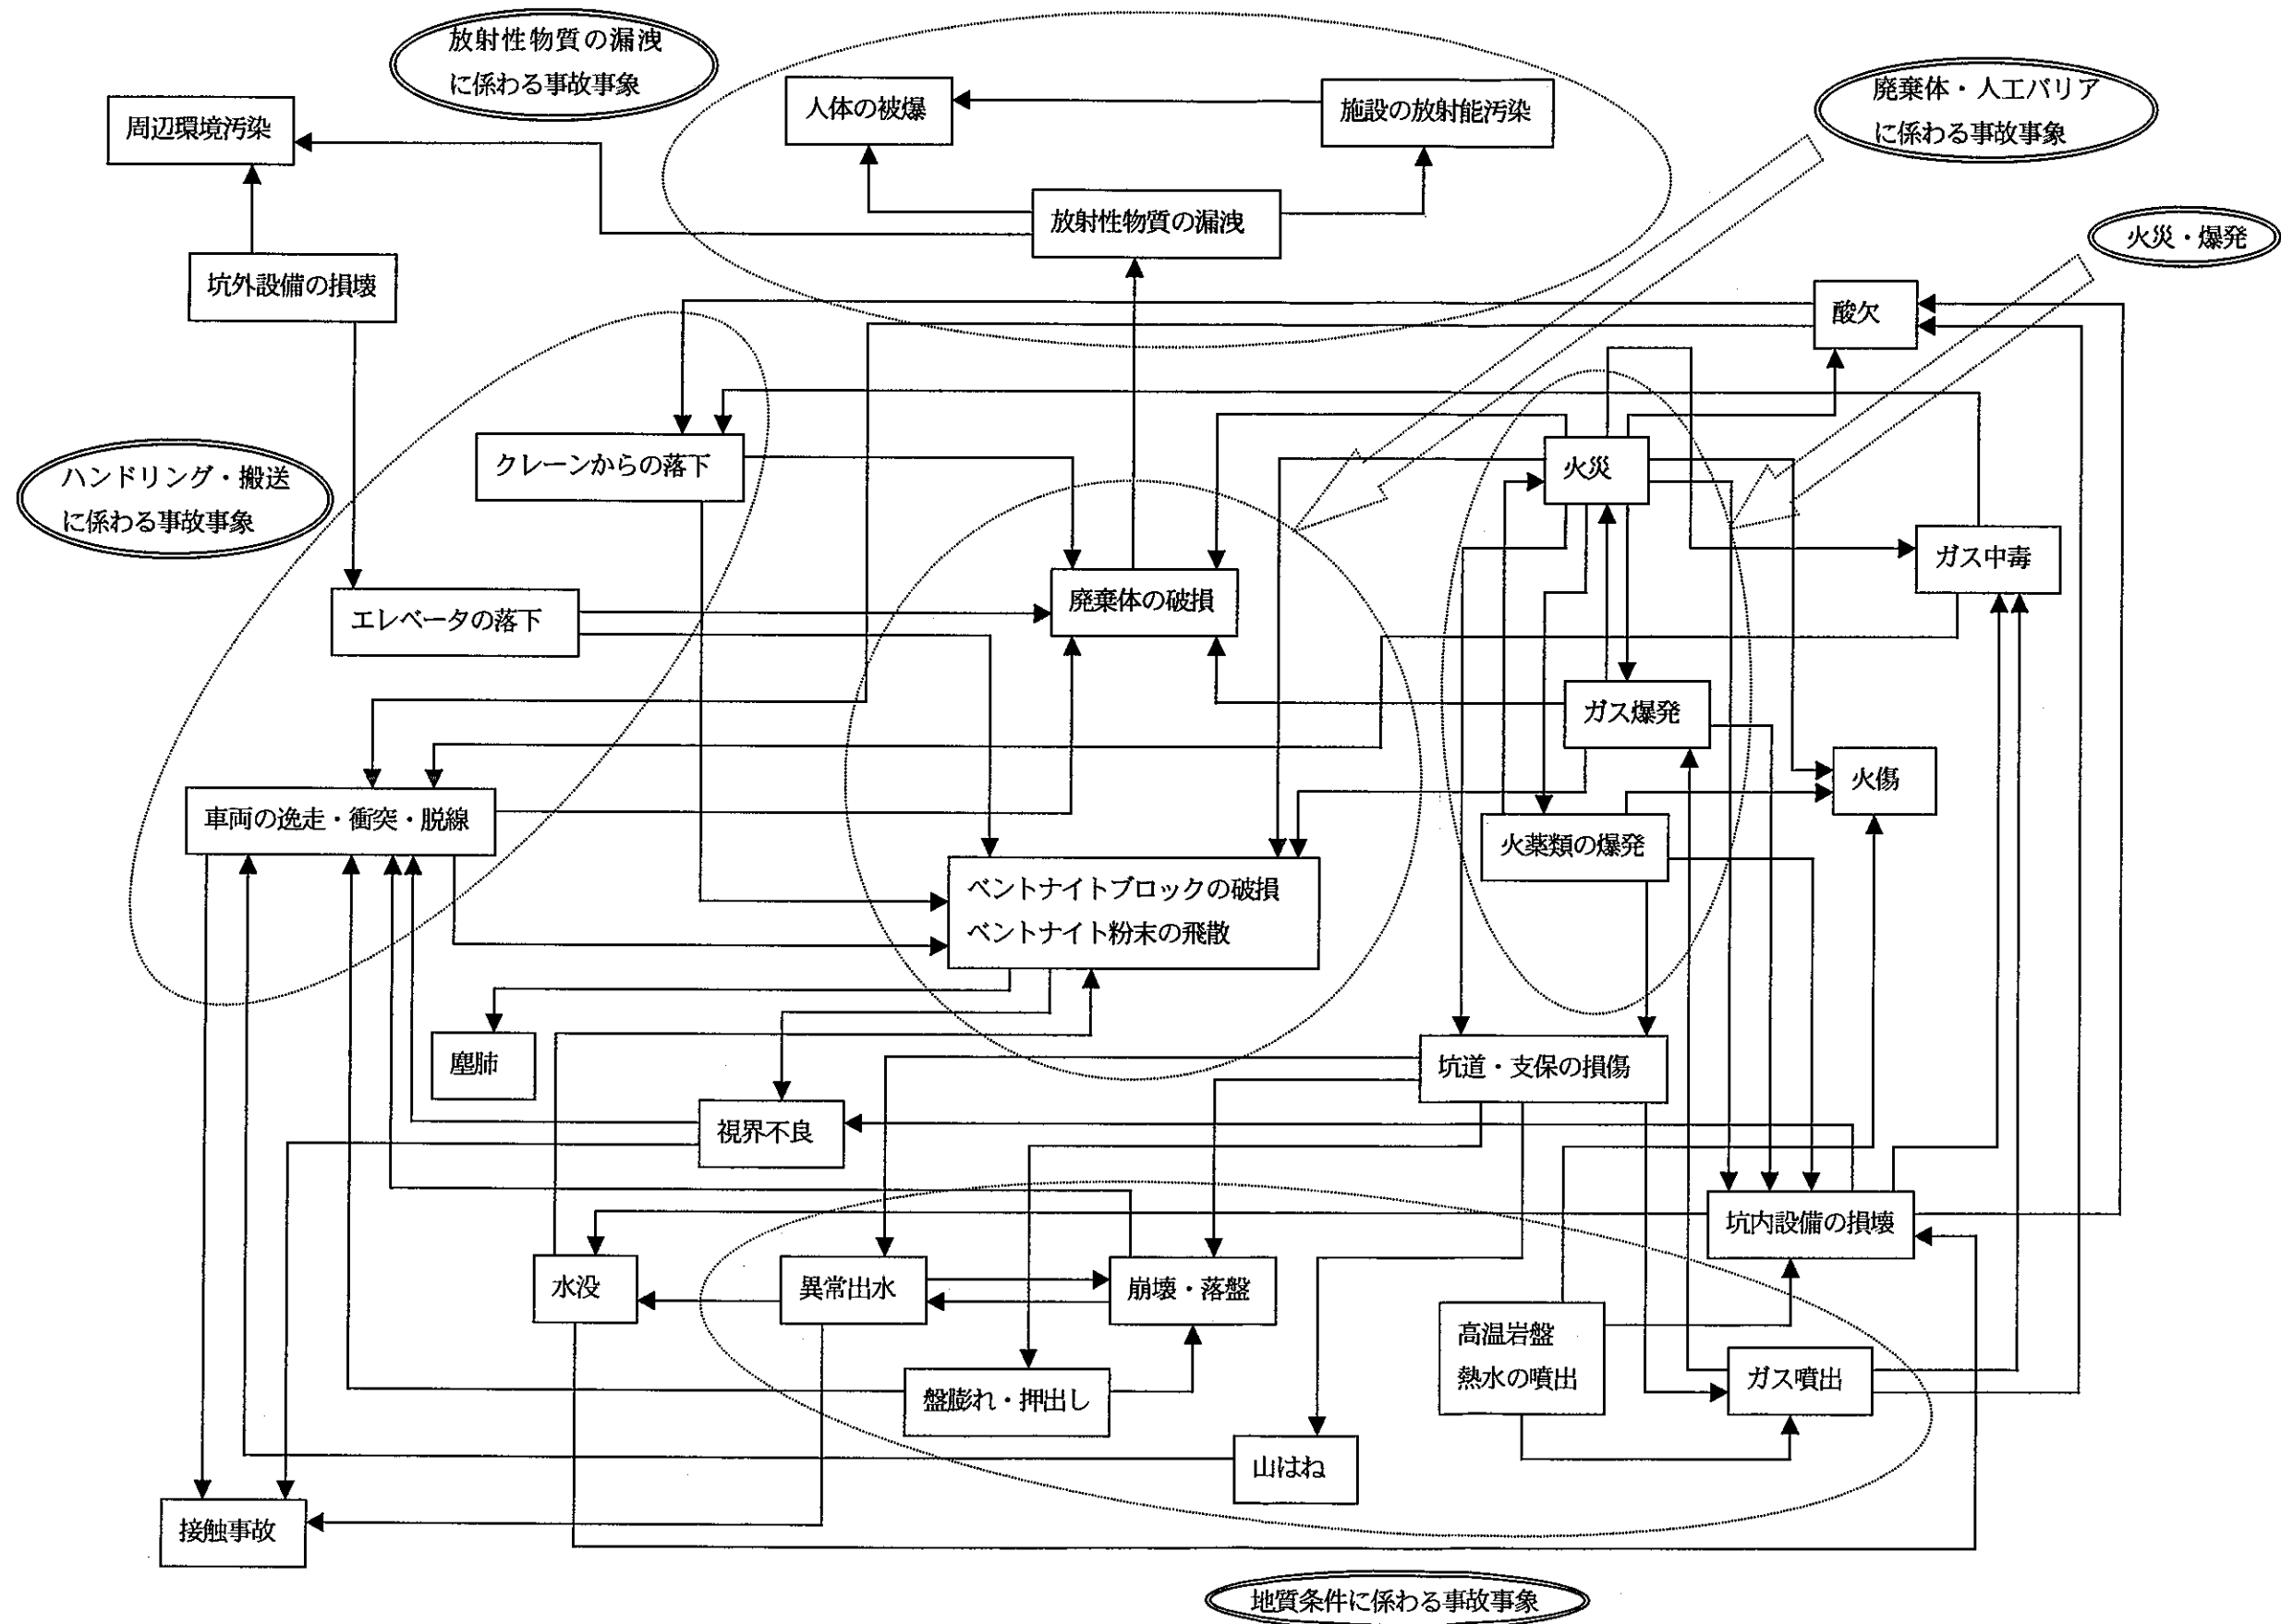 放射性物質の漏洩
に係わる事故事象
人体の被爆
施設の放射能汚染
廃棄体・人工バリア
に係わる事故事象
周辺環境汚染
放射性物質の漏洩
火災・爆発
坑外設備の損壊
酸欠
クレーンからの落下
火災
ハンドリング・搬送
に係わる事故事象
ガス中毒
エレベータの落下
廃棄体の破損
ガス爆発
火傷
車両の逸走・衝突・脱線
火薬類の爆発
ベントナイトブロックの破損
ベントナイト粉末の飛散
塵肺
坑道・支保の損傷
視界不良
坑内設備の損壊
水没
異常出水
崩壊・落盤
高温岩盤
熱水の噴出
ガス噴出
盤膨れ・押出し
山はね
接触事故
地質条件に係わる事故事象